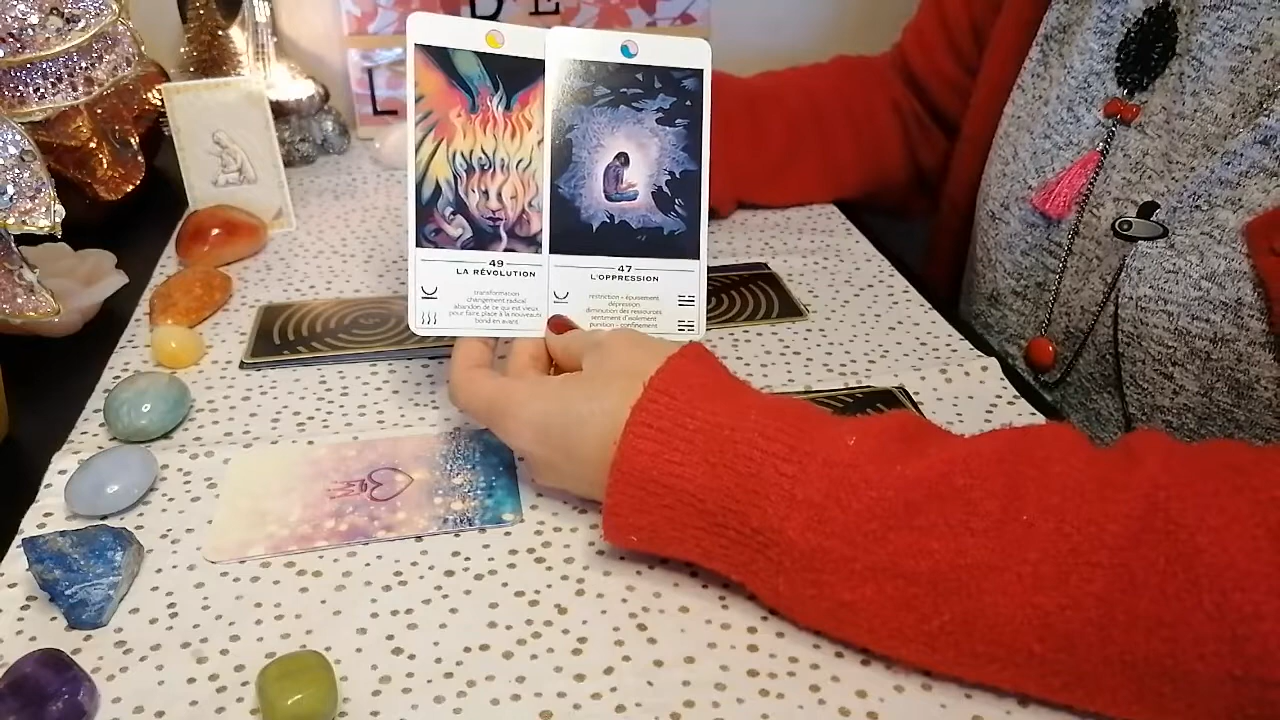 DE
L
49
LA RÉVOLUTION
transformation
changement radical
abandon de ce qui est vieux
pour faire place à la nouveauté
bond en avant
47
L'OPPRESSION
restriction - épuisement
dépression
diminution des ressources
sentiment d'isolement
punition - confinement